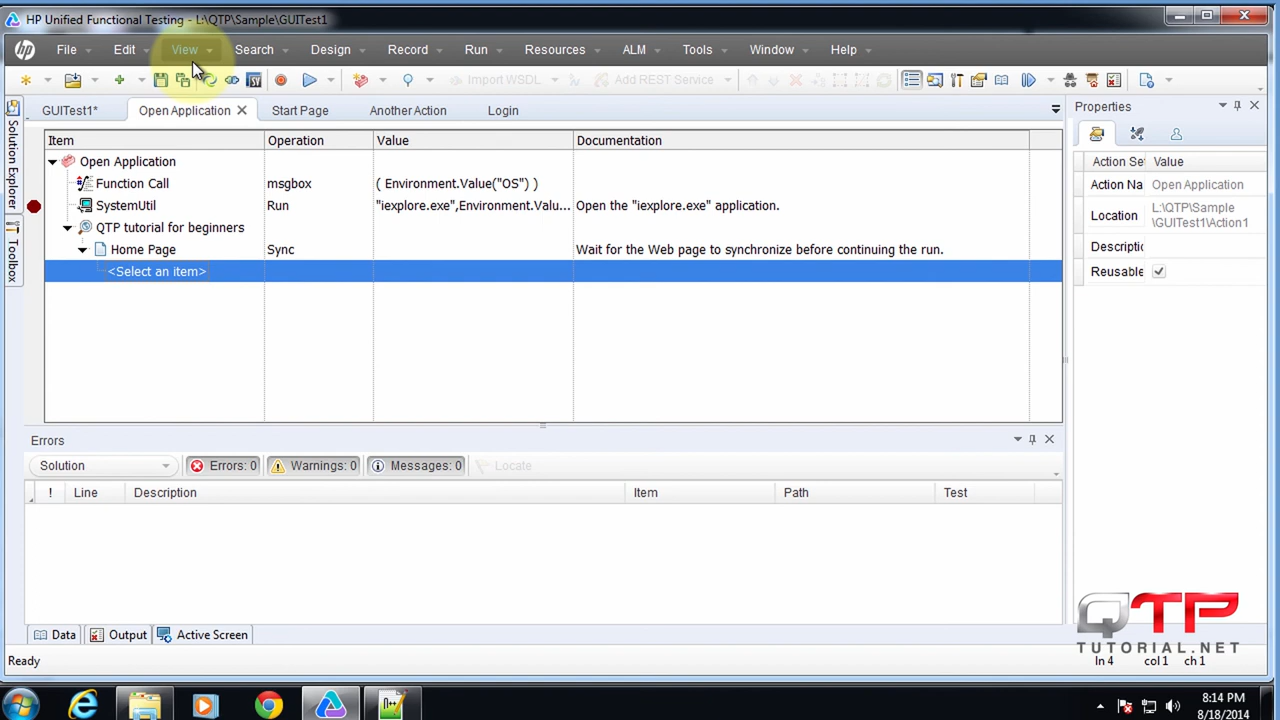 HP Unified Functional Testing - L:\QTP\Sample\GUITest1
File Edit View Search Design Record Run Resources ALM Tools Window Help
Import WSDL Add REST Service
GUITest1* Open Application Start Page Another Action Login
Properties
Solution Explorer
Toolbox
Item Operation Value Documentation
Open Application
Function Call msgbox ( Environment.Value("OS") )
SystemUtil Run "iexplore.exe",Environment.Valu... Open the "iexplore.exe" application.
QTP tutorial for beginners
Home Page Sync Wait for the Web page to synchronize before continuing the run.
<Select an item>
Action Se Value
Action Na Open Application
Location L:\QTP\Sample
\GUITest1\Action1
Descriptic
Reusable
Errors
Solution Errors: 0 Warnings: 0 Messages: 0 Locate
! Line Description Item Path Test
Data Output Active Screen
QTP
TUTORIAL.NET
Ready ln 4 col 1 ch 1
8:14 PM
8/18/2014